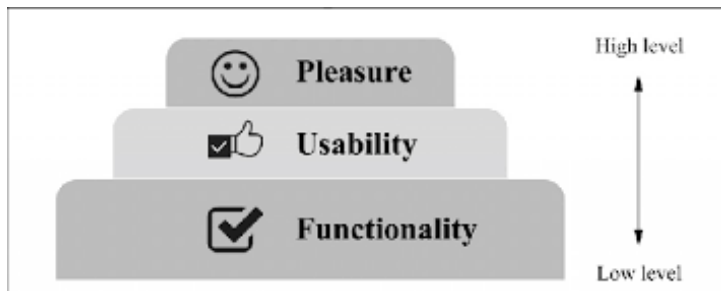 High level
Pleasure
Usability
Functionality
Low level